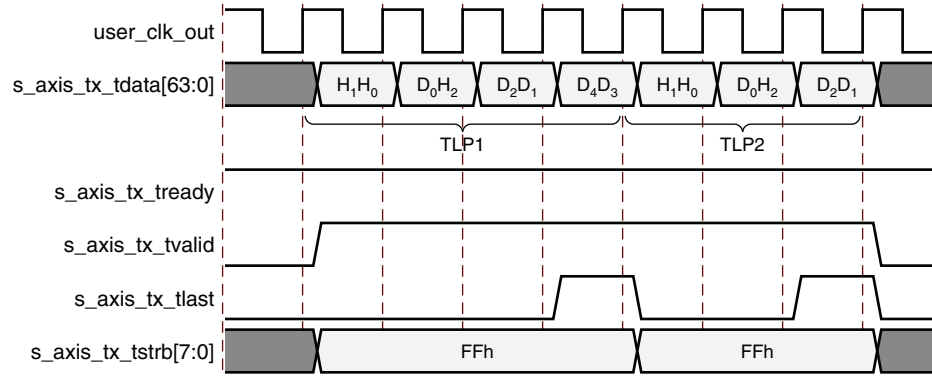 user_clk_out
s_axis_tx_tdata[63:0] H₁H₀ D₀H₂ D₂D₁ D₄D₃ H₁H₀ D₀H₂ D₂D₁
TLP1 TLP2
s_axis_tx_tready
s_axis_tx_tvalid
s_axis_tx_tlast
s_axis_tx_tstrb[7:0] FFh FFh